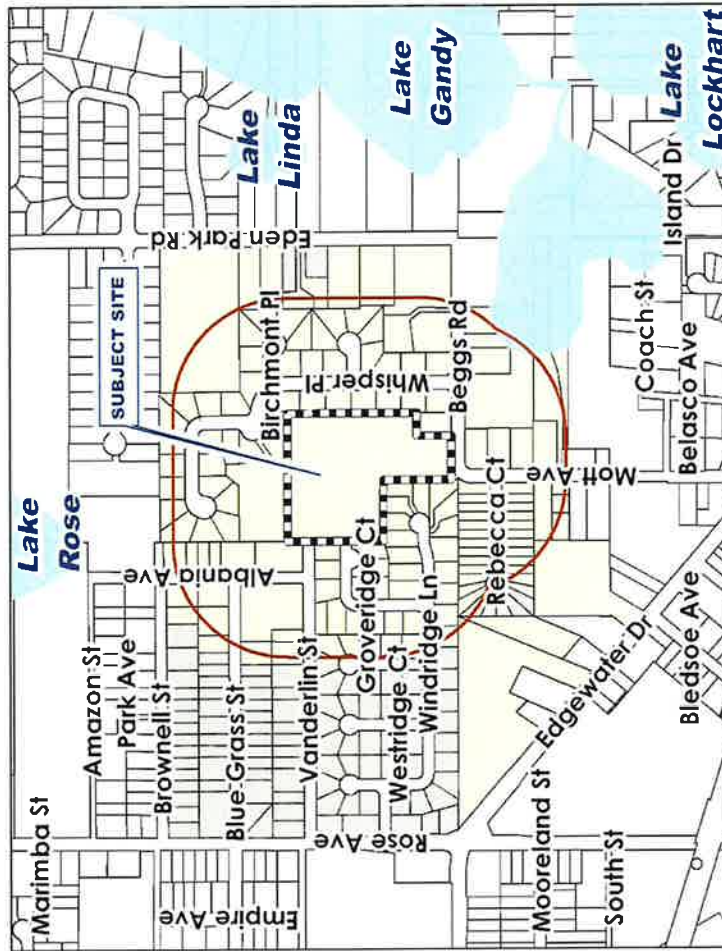 Marimba St
Amazon St
Park Ave
Brownell St
Blue Grass St
Vanderlin St
Empire Ave
Rose Ave
Albania Ave
Lake
Rose
SUBJECT SITE
Birchmont Pl
Whisper Pl
Eden Park Rd
Lake
Linda
Lake
Gandy
Groveridge Ct
Westridge Ct
Windridge Ln
Beggs Rd
Rebecca Ct
Mott Ave
Mooreland St
South St
Edgewater Dr
Bledsoe Ave
Coach St
Belasco Ave
Island Dr
Lake
Lockhart